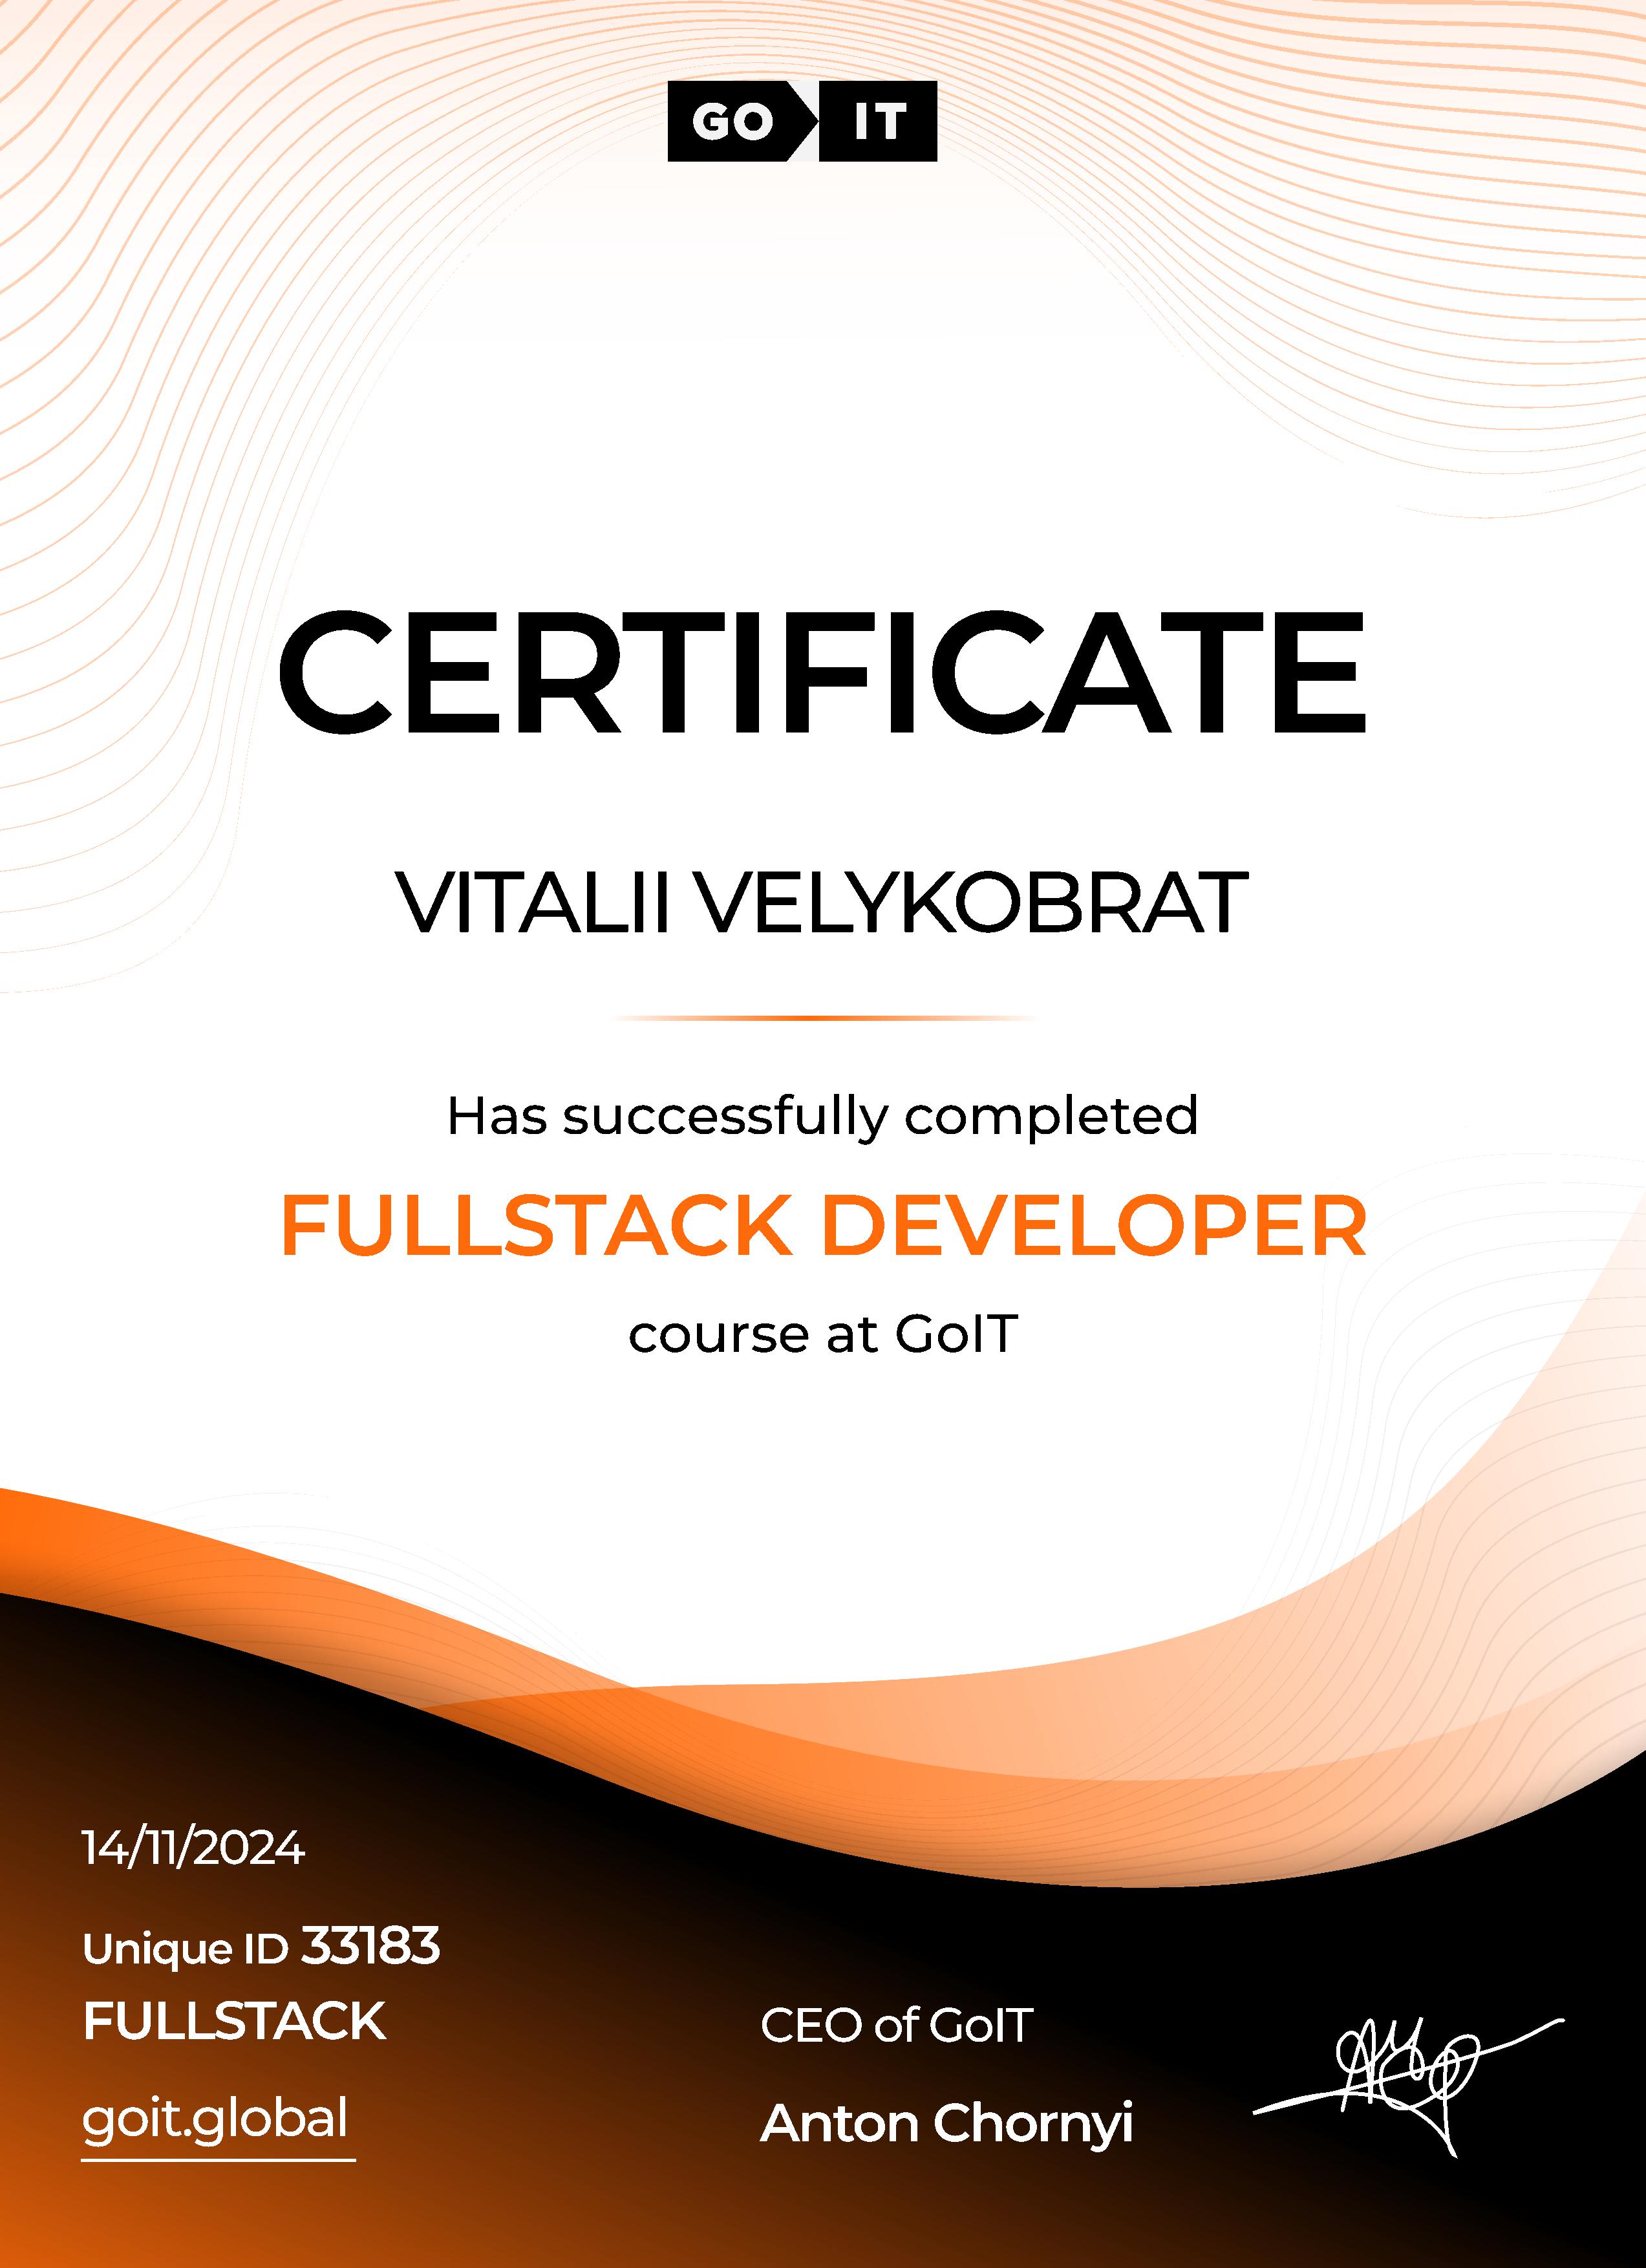 GO IT
CERTIFICATE
VITALII VELYKOBRAT
Has successfully completed
FULLSTACK DEVELOPER
course at GoIT
14/11/2024
Unique ID 33183
FULLSTACK
goit.global
CEO of GoIT
Anton Chornyi